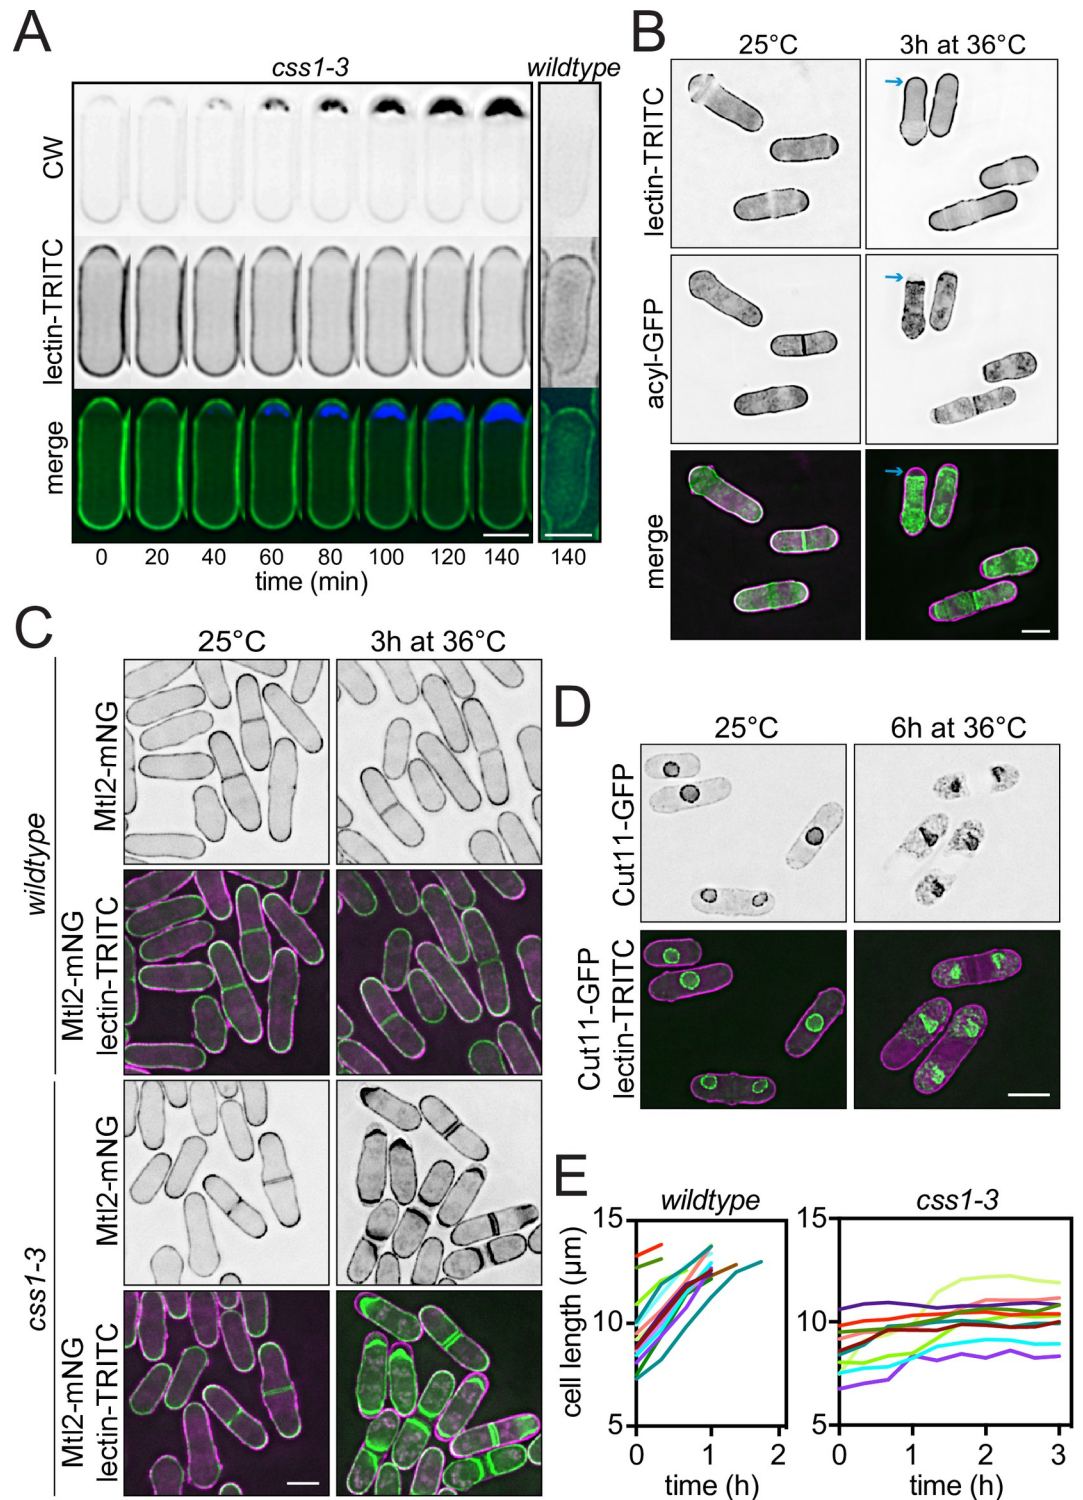 A
css1-3
wildtype
CW
lectin-TRITC
merge
0 20 40 60 80 100 120 140 140
time (min)
B
25°C
3h at 36°C
lectin-TRITC
acyl-GFP
merge
C
25°C
3h at 36°C
wildtype
Mtl2-mNG
Mtl2-mNG
lectin-TRITC
css1-3
Mtl2-mNG
Mtl2-mNG
lectin-TRITC
D
25°C
6h at 36°C
Cut11-GFP
Cut11-GFP
lectin-TRITC
E
wildtype
css1-3
cell length (μm)
15
10
5
0 1 2
time (h)
15
10
5
0 1 2 3
time (h)